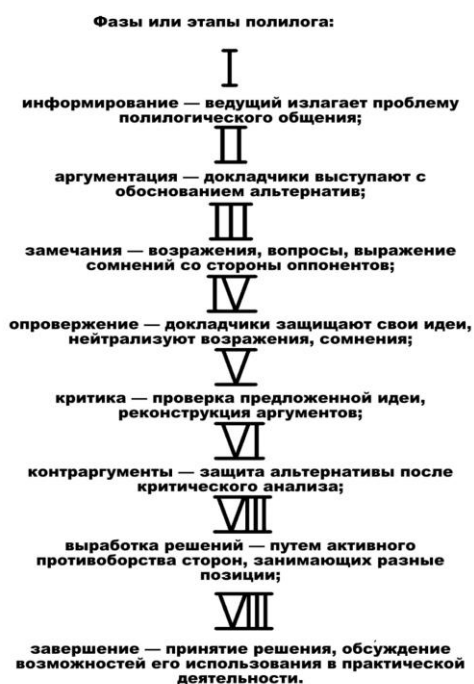 Фазы или этапы полилога:
I
информирование — ведущий излагает проблему
полилогического общения;
II
аргументация — докладчики выступают с
обоснованием альтернатив;
III
замечания — возражения, вопросы, выражение
сомнений со стороны оппонентов;
IV
опровержение — докладчики защищают свои идеи,
нейтрализуют возражения, сомнения;
V
критика — проверка предложенной идеи,
реконструкция аргументов;
VI
контраргументы — защита альтернативы после
критического анализа;
VIII
выработка решений — путем активного
противоборства сторон, занимающих разные
позиции;
VIII
завершение — принятие решения, обсуждение
возможностей его использования в практической
деятельности.